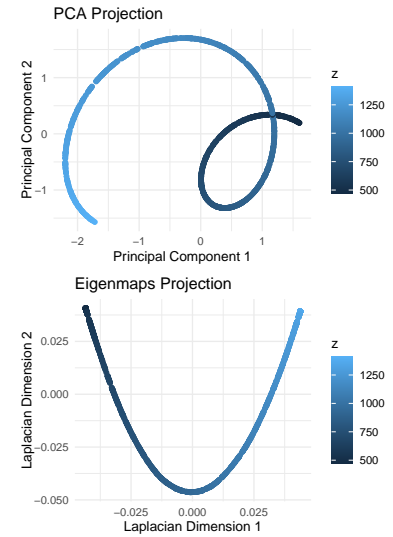 PCA Projection
Principal Component 2
1
0
−1
−2
−1
0
1
Principal Component 1
z
1250
1000
750
500
Eigenmaps Projection
Laplacian Dimension 2
0.025
0.000
−0.025
−0.050
−0.025
0.000
0.025
Laplacian Dimension 1
z
1250
1000
750
500